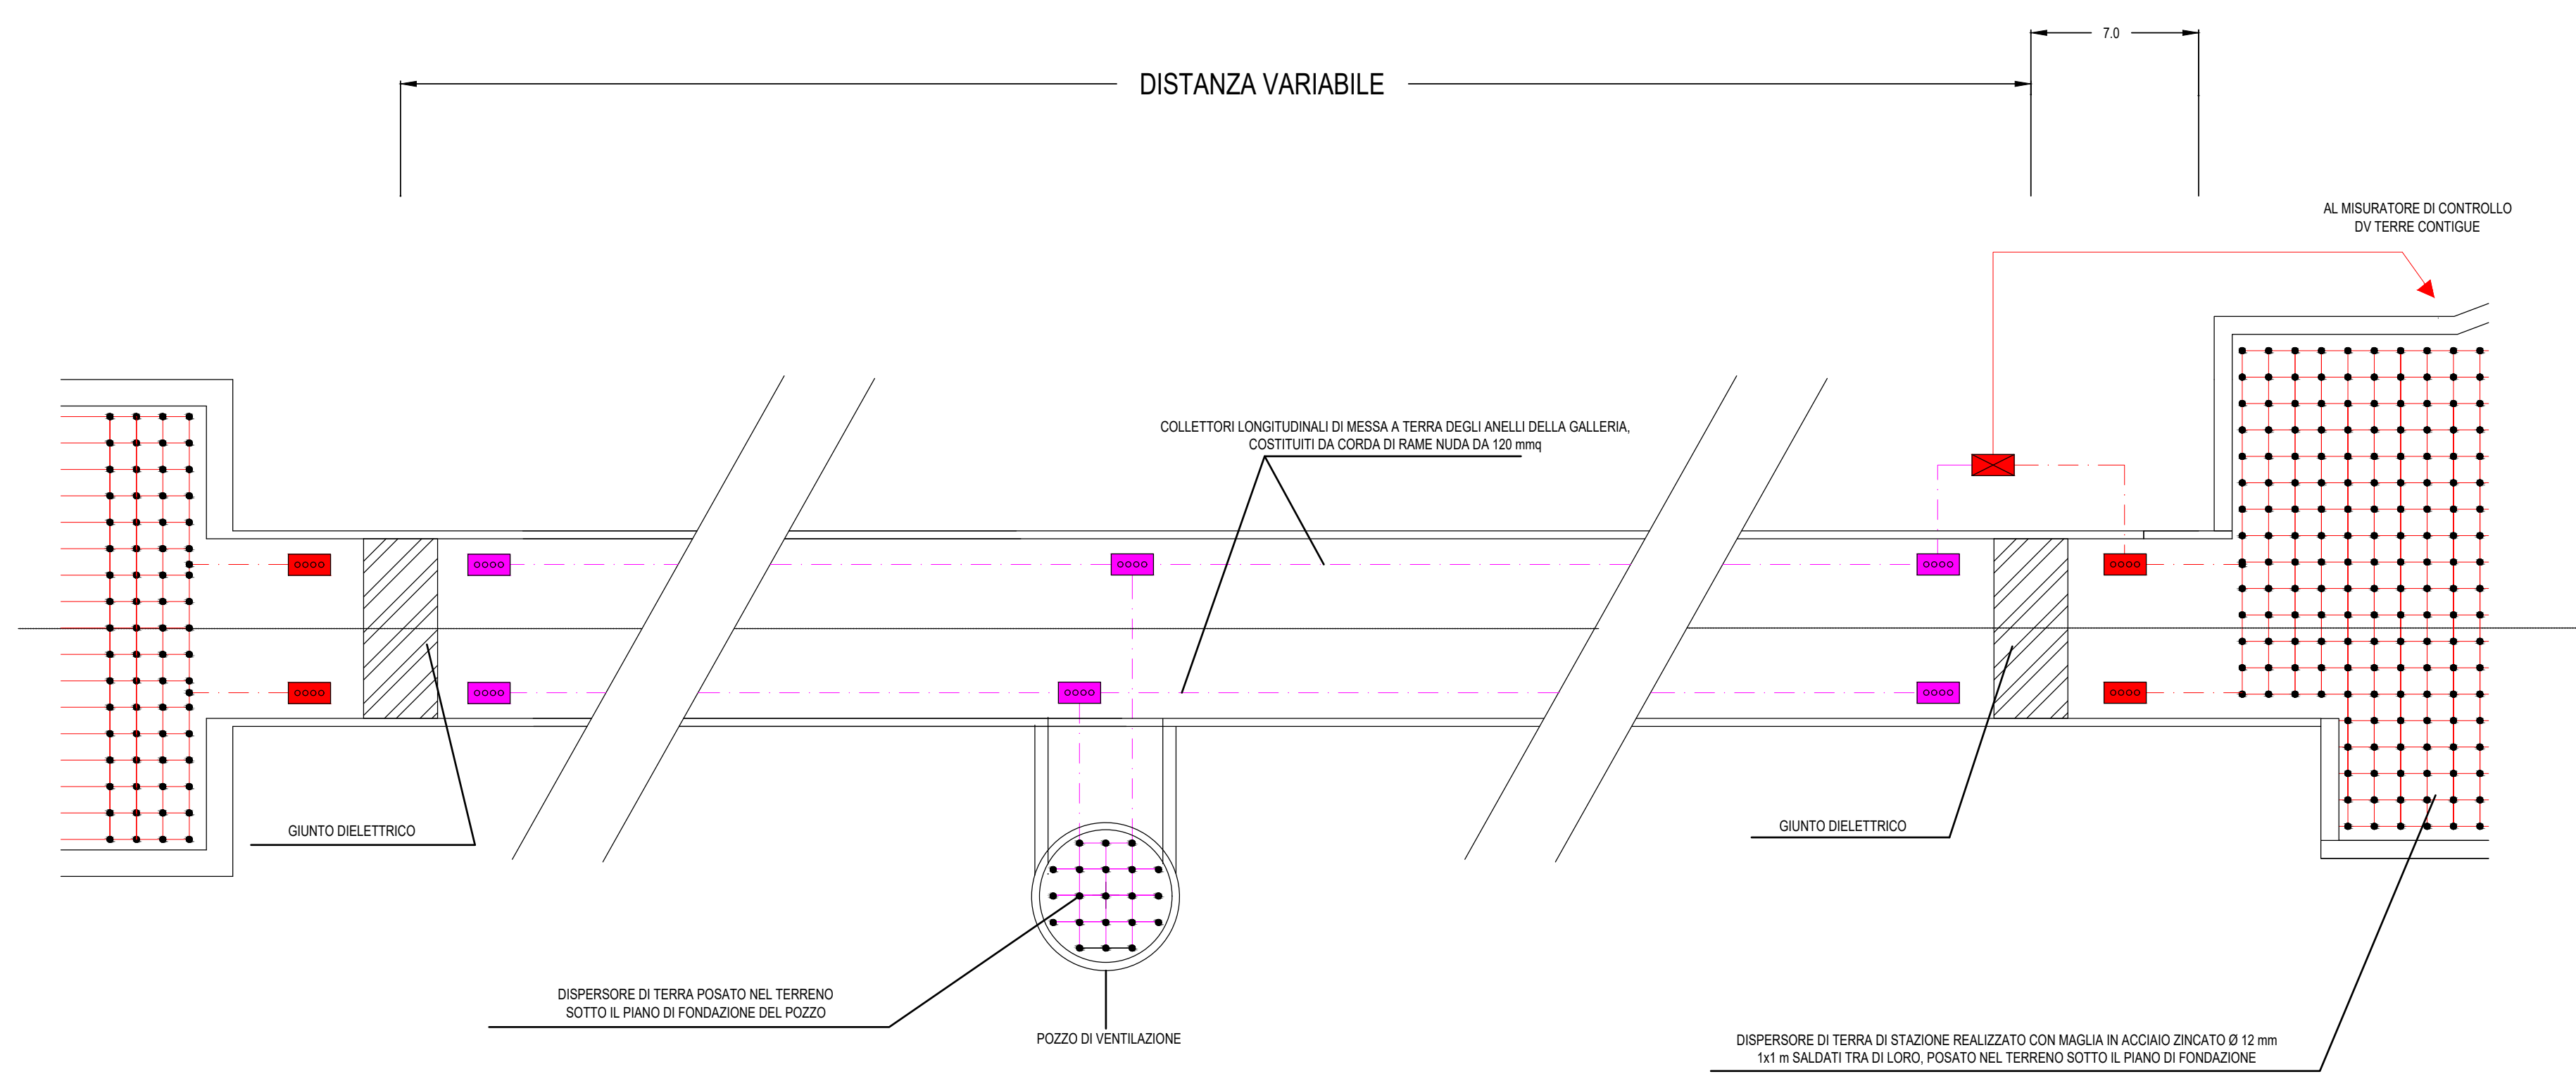 7.0
DISTANZA VARIABILE
AL MISURATORE DI CONTROLLO
DV TERRE CONTIGUE
COLLETTORI LONGITUDINALI DI MESSA A TERRA DEGLI ANELLI DELLA GALLERIA,
COSTITUITI DA CORDA DI RAME NUDA DA 120 mmq
GIUNTO DIELETTRICO
GIUNTO DIELETTRICO
DISPERSORE DI TERRA POSATO NEL TERRENO
SOTTO IL PIANO DI FONDAZIONE DEL POZZO
POZZO DI VENTILAZIONE
DISPERSORE DI TERRA DI STAZIONE REALIZZATO CON MAGLIA IN ACCIAIO ZINCATO Ø 12 mm
1x1 m SALDATI TRA DI LORO, POSATO NEL TERRENO SOTTO IL PIANO DI FONDAZIONE